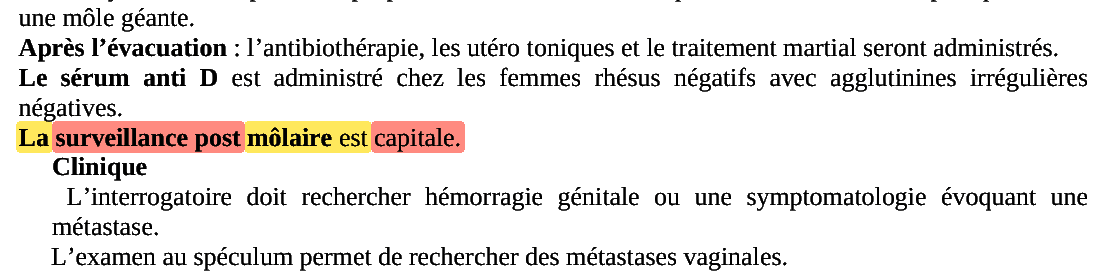 une môle géante.
Après l’évacuation : l’antibiothérapie, les utéro toniques et le traitement martial seront administrés.
Le sérum anti D est administré chez les femmes rhésus négatifs avec agglutinines irrégulières
négatives.
La surveillance post môlaire est capitale.
Clinique
L’interrogatoire doit rechercher hémorragie génitale ou une symptomatologie évoquant une
métastase.
L’examen au spéculum permet de rechercher des métastases vaginales.